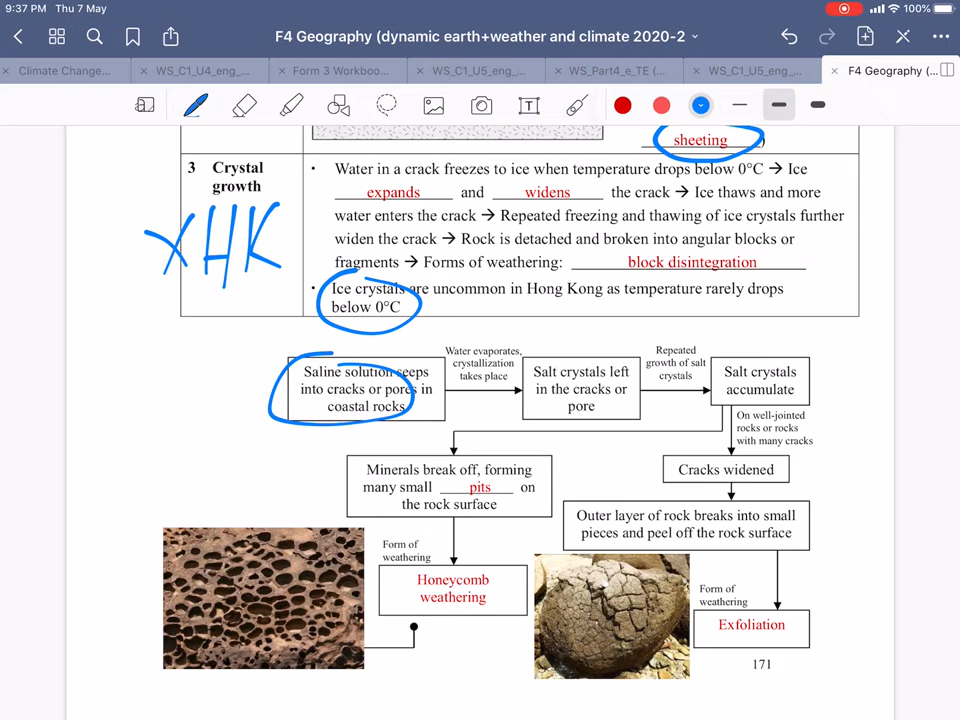 9:37 PM Thu 7 May
100%
F4 Geography (dynamic earth+weather and climate 2020-2
Climate Change...
WS_C1_U4_eng_...
Form 3 Workboo...
WS_C1_U5_eng_...
WS_Part4_e_TE (...
WS_C1_U5_eng_...
F4 Geography (...
T
sheeting )
3 Crystal
growth
XHK
• Water in a crack freezes to ice when temperature drops below 0°C → Ice
expands and widens the crack → Ice thaws and more
water enters the crack → Repeated freezing and thawing of ice crystals further
widen the crack → Rock is detached and broken into angular blocks or
fragments → Forms of weathering: block disintegration
• Ice crystals are uncommon in Hong Kong as temperature rarely drops
below 0°C
Saline solution seeps
into cracks or pores in
coastal rocks
Water evaporates,
crystallization
takes place
Salt crystals left
in the cracks or
pore
Repeated
growth of salt
crystals
Salt crystals
accumulate
On well-jointed
rocks or rocks
with many cracks
Minerals break off, forming
many small pits on
the rock surface
Cracks widened
Outer layer of rock breaks into small
pieces and peel off the rock surface
Form of
weathering
Honeycomb
weathering
Form of
weathering
Exfoliation
171